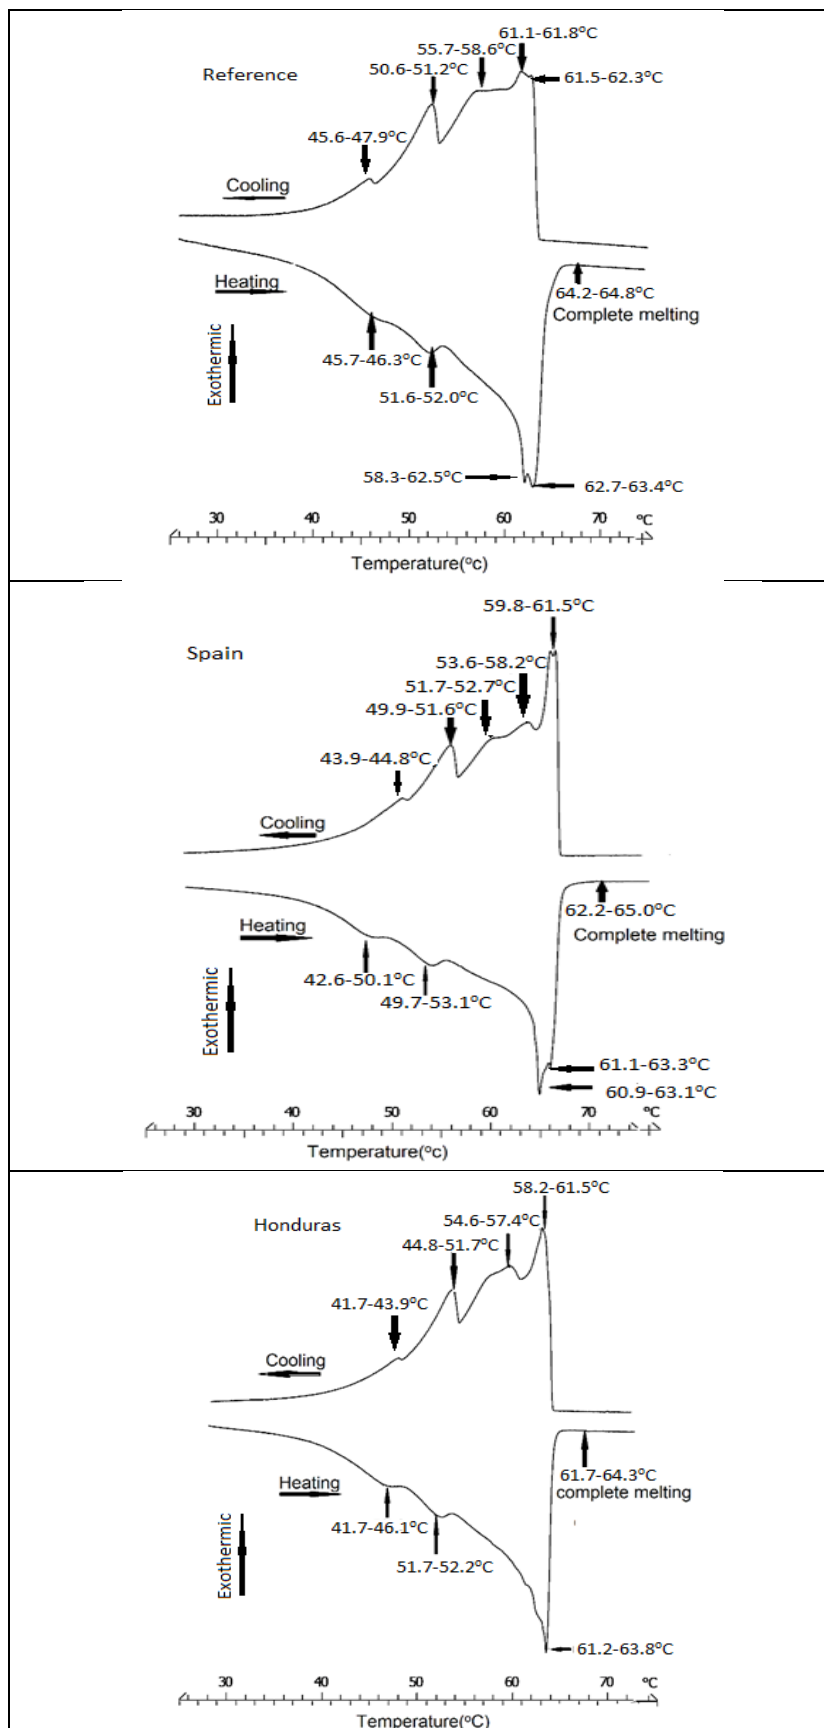 61.1-61.8°C
55.7-58.6°C
50.6-51.2°C
Reference
61.5-62.3°C
45.6-47.9°C
Cooling
Heating
64.2-64.8°C
Complete melting
45.7-46.3°C
Exothermic
51.6-52.0°C
58.3-62.5°C
62.7-63.4°C
30 40 50 60 70 °C
Temperature(°c)
59.8-61.5°C
Spain
53.6-58.2°C
51.7-52.7°C
49.9-51.6°C
43.9-44.8°C
Cooling
62.2-65.0°C
Heating
Complete melting
42.6-50.1°C
49.7-53.1°C
Exothermic
61.1-63.3°C
60.9-63.1°C
30 40 50 60 70 °C
Temperature(°c)
58.2-61.5°C
Honduras
54.6-57.4°C
44.8-51.7°C
41.7-43.9°C
Cooling
61.7-64.3°C
Heating
complete melting
41.7-46.1°C
Exothermic
51.7-52.2°C
61.2-63.8°C
30 40 50 60 70 °C
Temperature(°C)